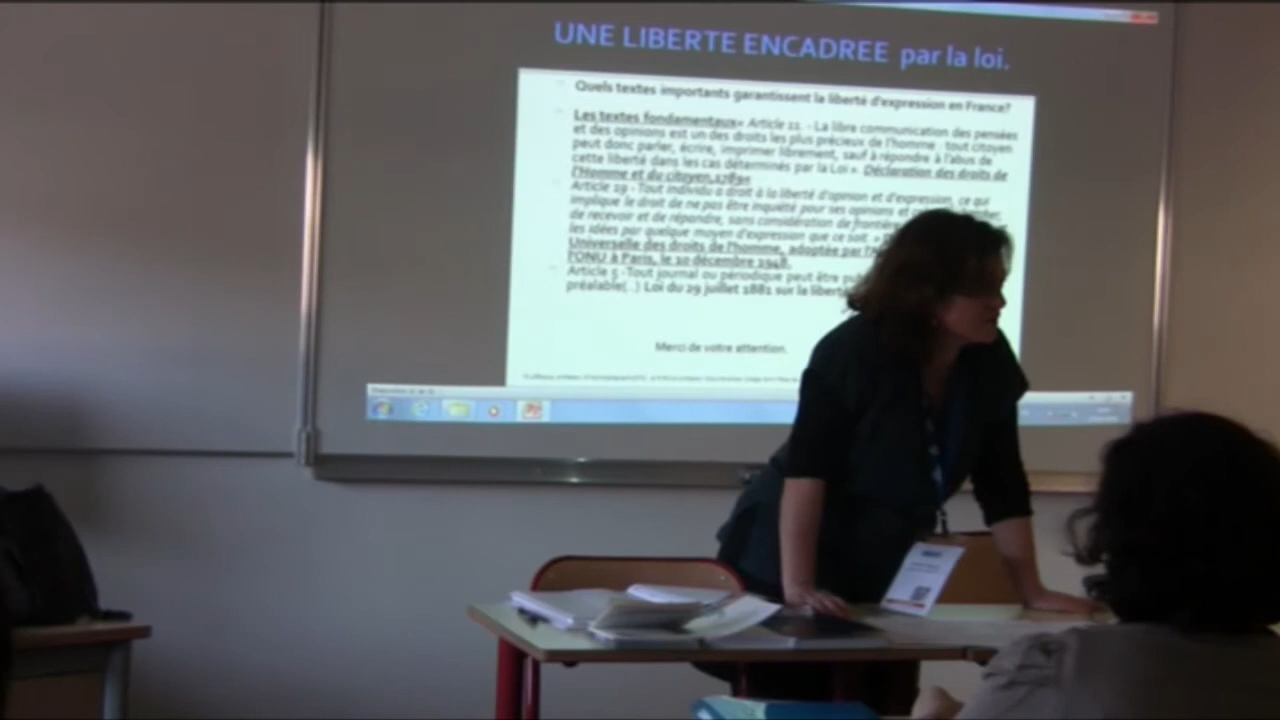 UNE LIBERTE ENCADREE par la loi.
Quels textes importants garantissent la liberté d'expression en France?
Les textes fondamentaux« Article 11. - La libre communication des pensées
et des opinions est un des droits les plus précieux de l'homme : tout citoyen
peut donc parler, écrire, imprimer librement, sauf à répondre à l'abus de
cette liberté dans les cas déterminés par la Loi ». Déclaration des droits de
l'Homme et du citoyen,1789«
Article 19 - Tout individu a droit à la liberté d'opinion et d'expression, ce qui
implique le droit de ne pas être inquiété pour ses opinions et
de recevoir et de répandre, sans considération de
les idées par quelque moyen d'expression que ce soit. »
Universelle des droits de l'homme, adoptée par
l'ONU à Paris, le 10 décembre 1948.
Article 5 -Tout journal ou périodique peut être
préalable(...) Loi du 29 juillet 1881 sur la
Merci de votre attention.